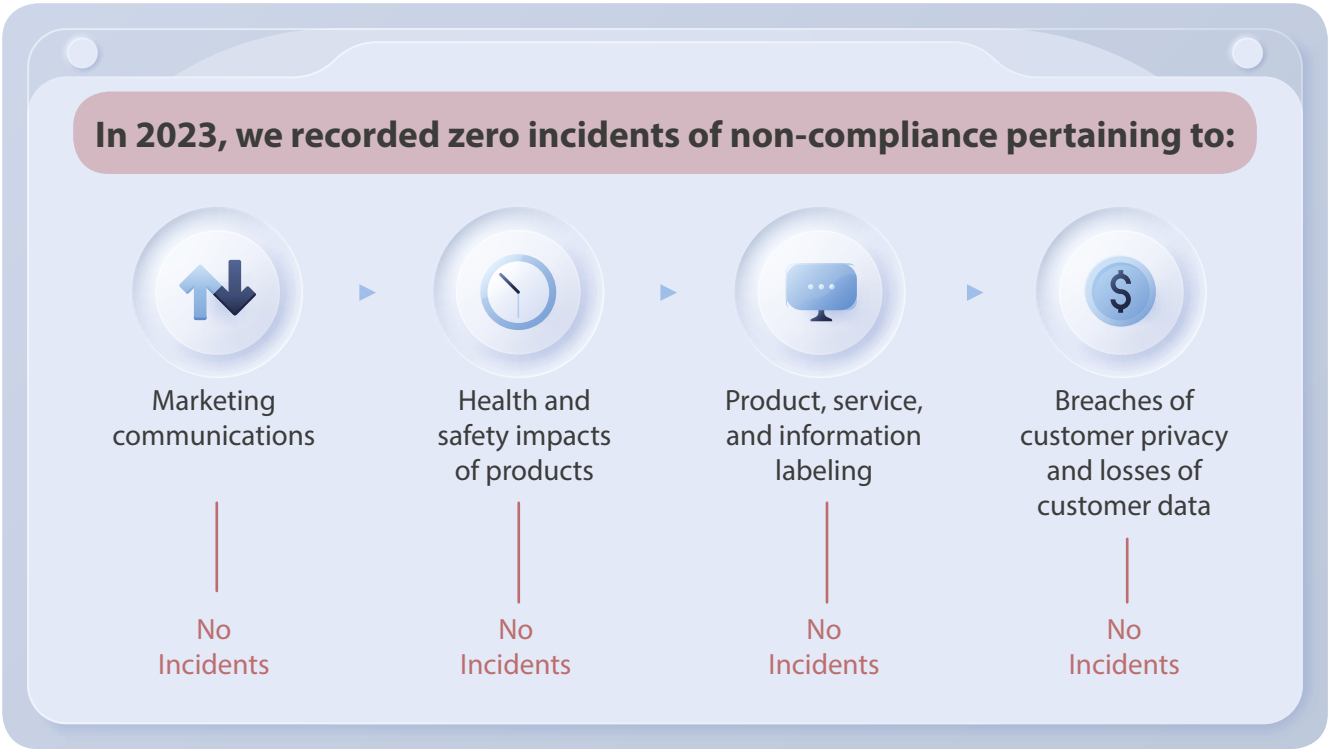 In 2023, we recorded zero incidents of non-compliance pertaining to:
$
Marketing
communications
Health and
safety impacts
of products
Product, service,
and information
labeling
Breaches of
customer privacy
and losses of
customer data
No
Incidents
No
Incidents
No
Incidents
No
Incidents